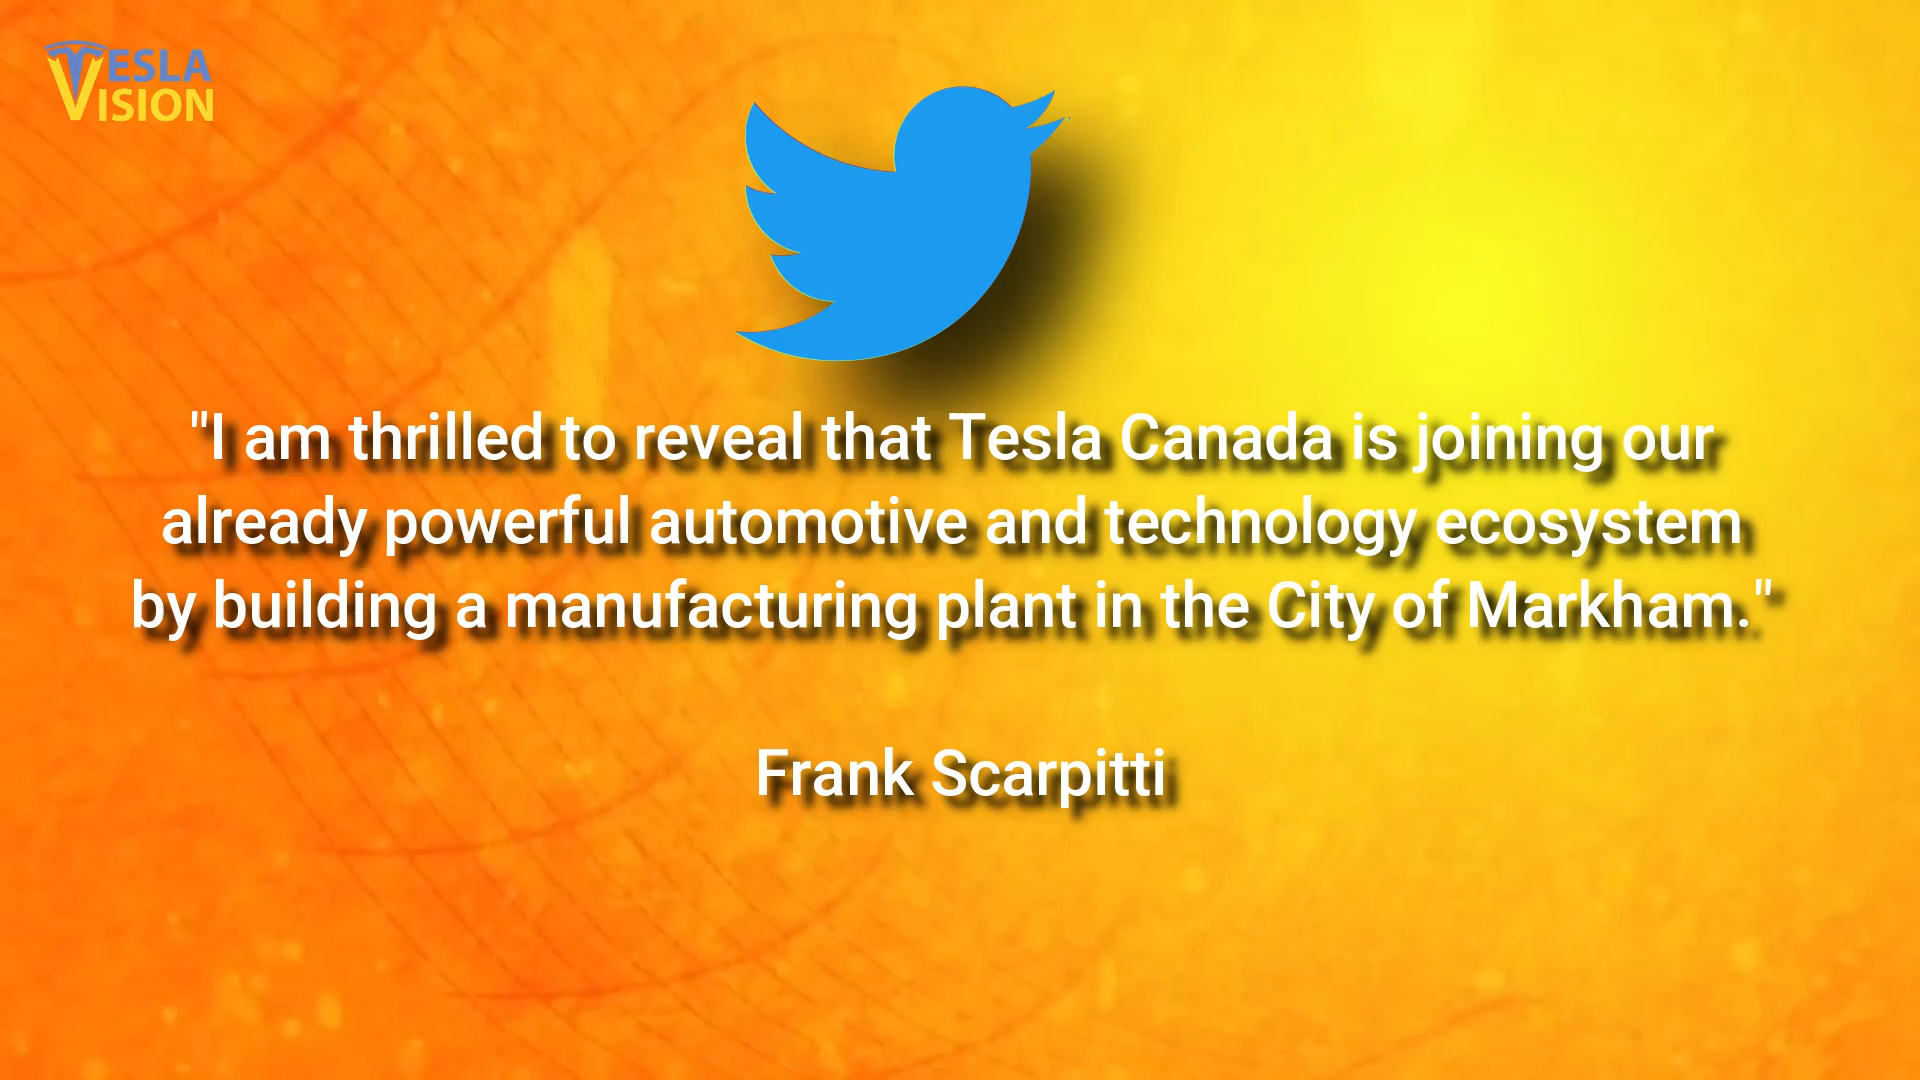 TESLA
VISION
"I am thrilled to reveal that Tesla Canada is joining our
already powerful automotive and technology ecosystem
by building a manufacturing plant in the City of Markham."
Frank Scarpitti